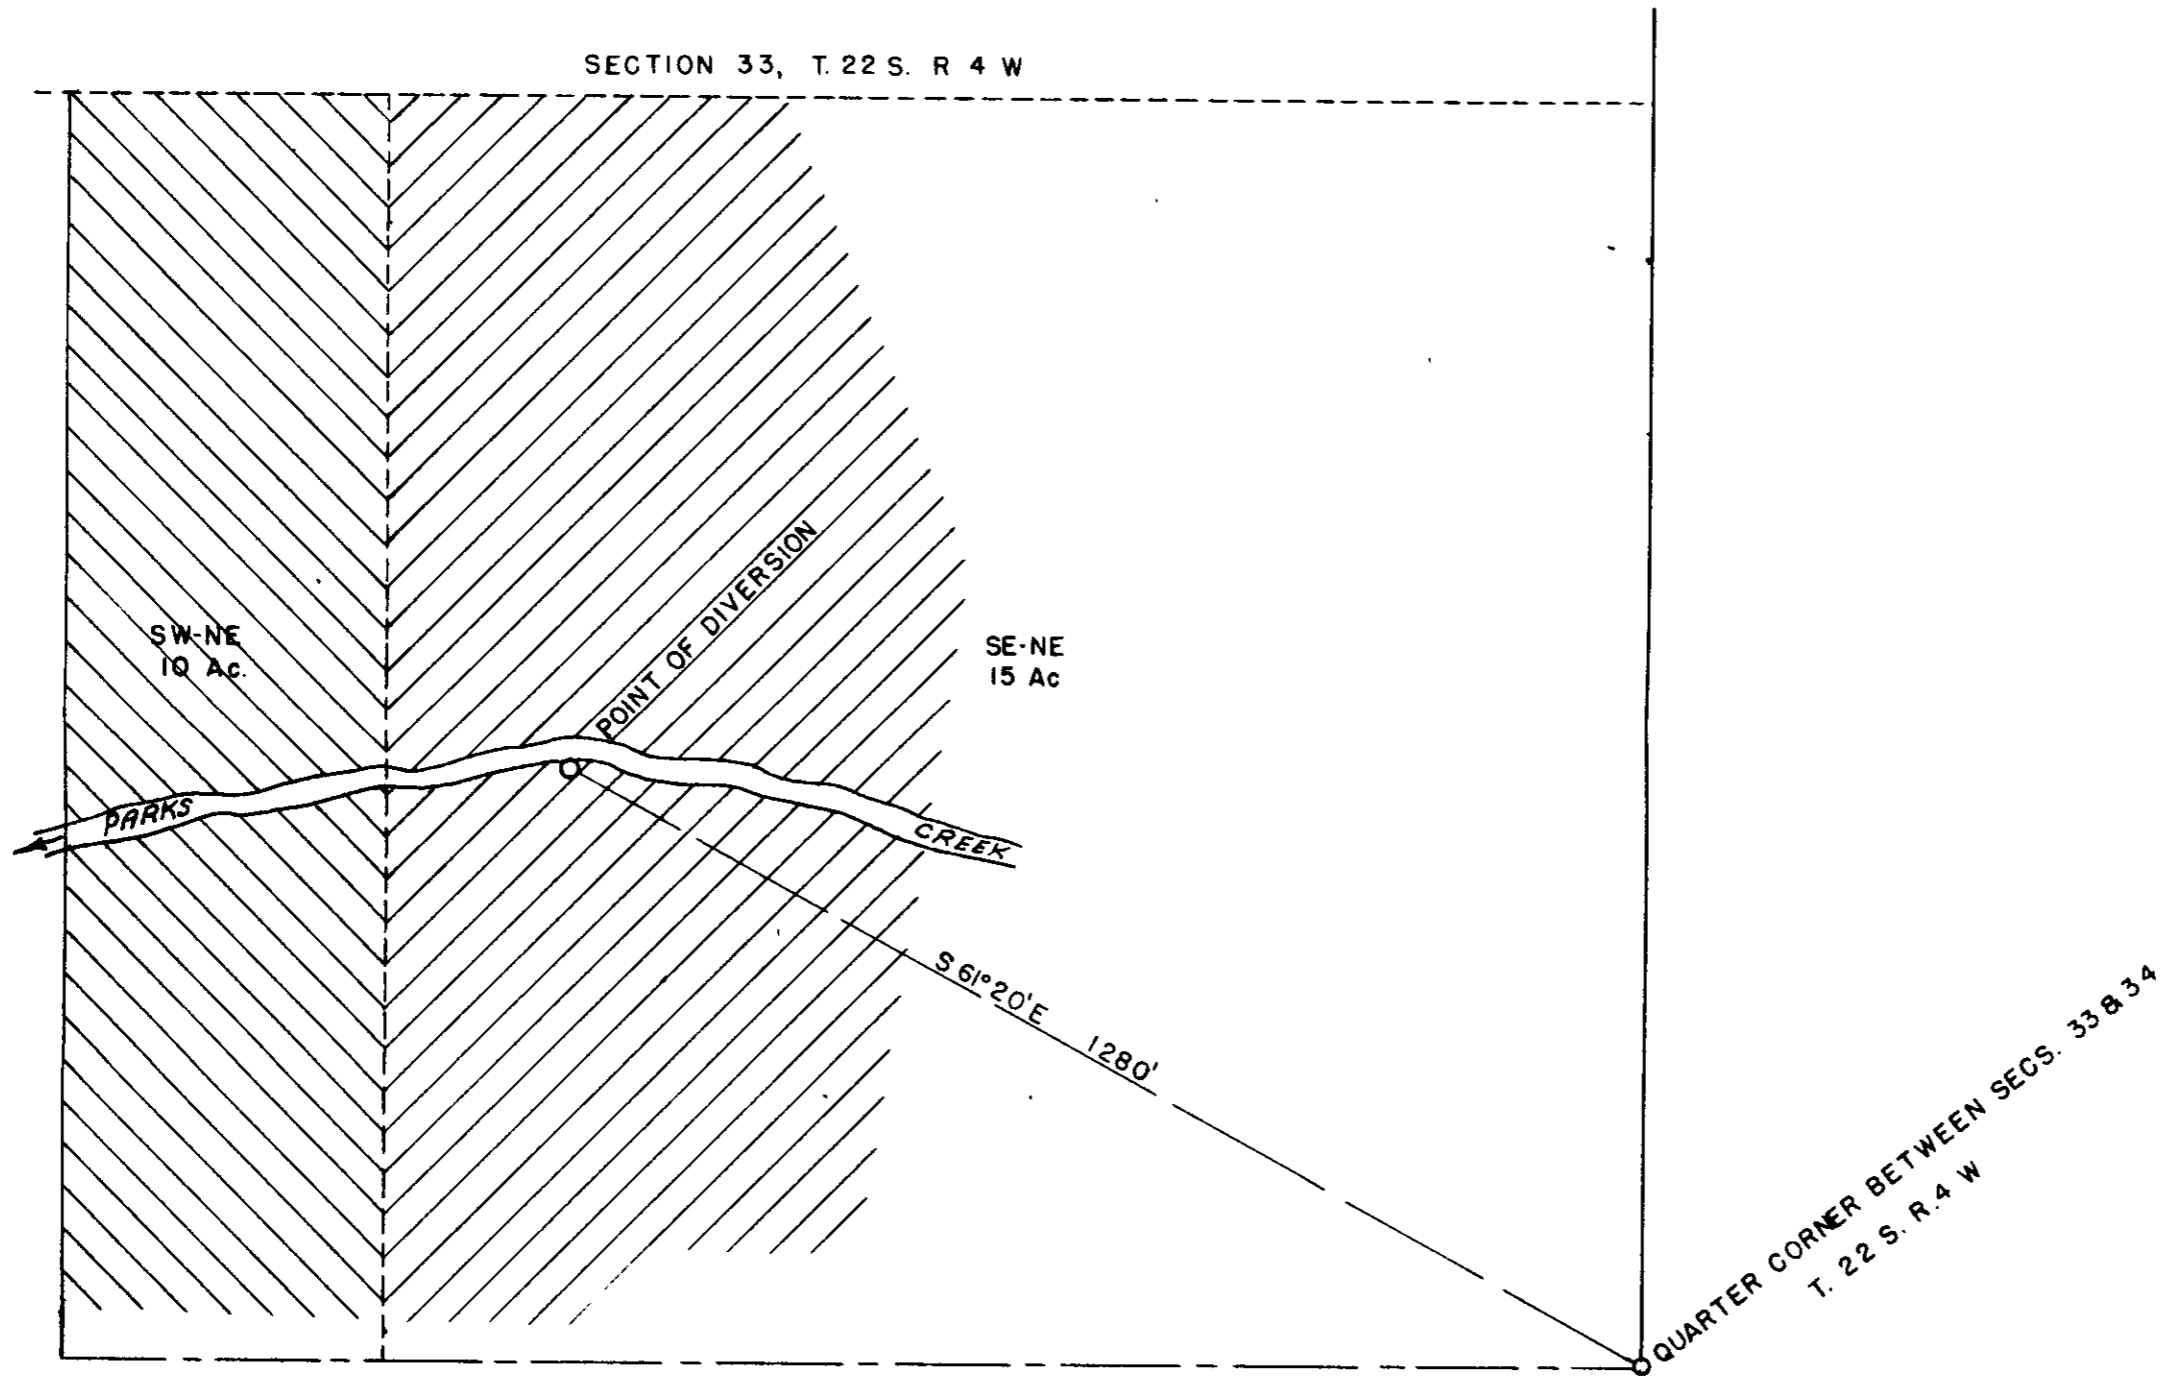 SECTION 33, T. 22 S. R 4 W
SW-NE
10 Ac.
POINT OF DIVERSION
SE-NE
15 Ac
PARKS CREEK
S 61°20'E 1280'
QUARTER CORNER BETWEEN SECS. 33 & 34
T. 22 S. R. 4 W